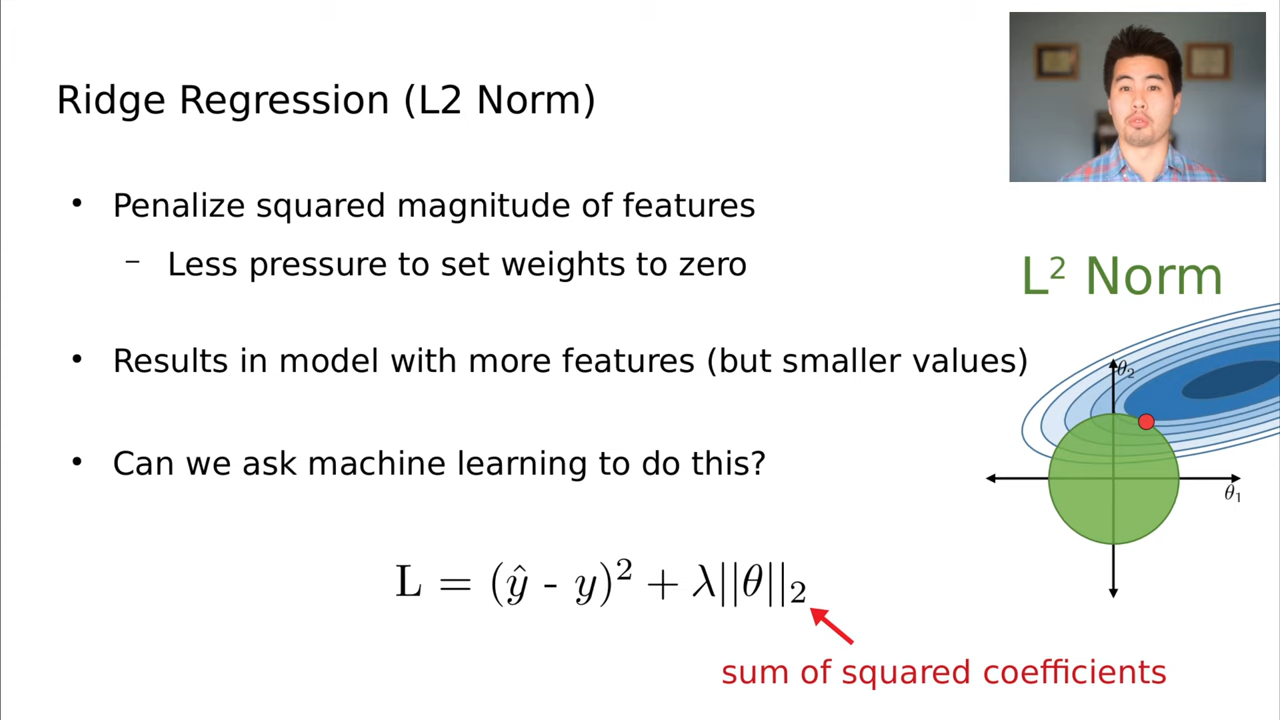 Ridge Regression (L2 Norm)
• Penalize squared magnitude of features
– Less pressure to set weights to zero
• Results in model with more features (but smaller values)
• Can we ask machine learning to do this?
L = (ŷ - y)² + λ||θ||₂
sum of squared coefficients
L² Norm
θ₂
θ₁